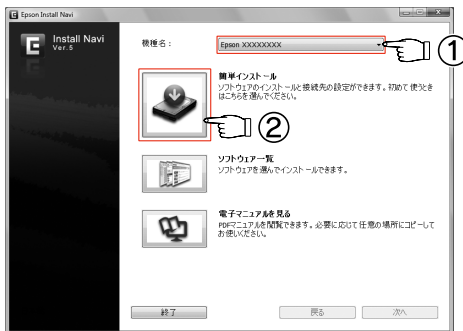 Epson Install Navi
Install Navi
Ver.5
機種名：
Epson XXXXXXXX
①
簡単インストール
ソフトウェアのインストールと接続先の設定ができます。初めて使うとき
はこちらを選んでください。
②
ソフトウェア一覧
ソフトウェアを選んでインストールできます。
電子マニュアルを見る
PDFマニュアルを閲覧できます。必要に応じて任意の場所にコピーして
お使いください。
終了
戻る
次へ